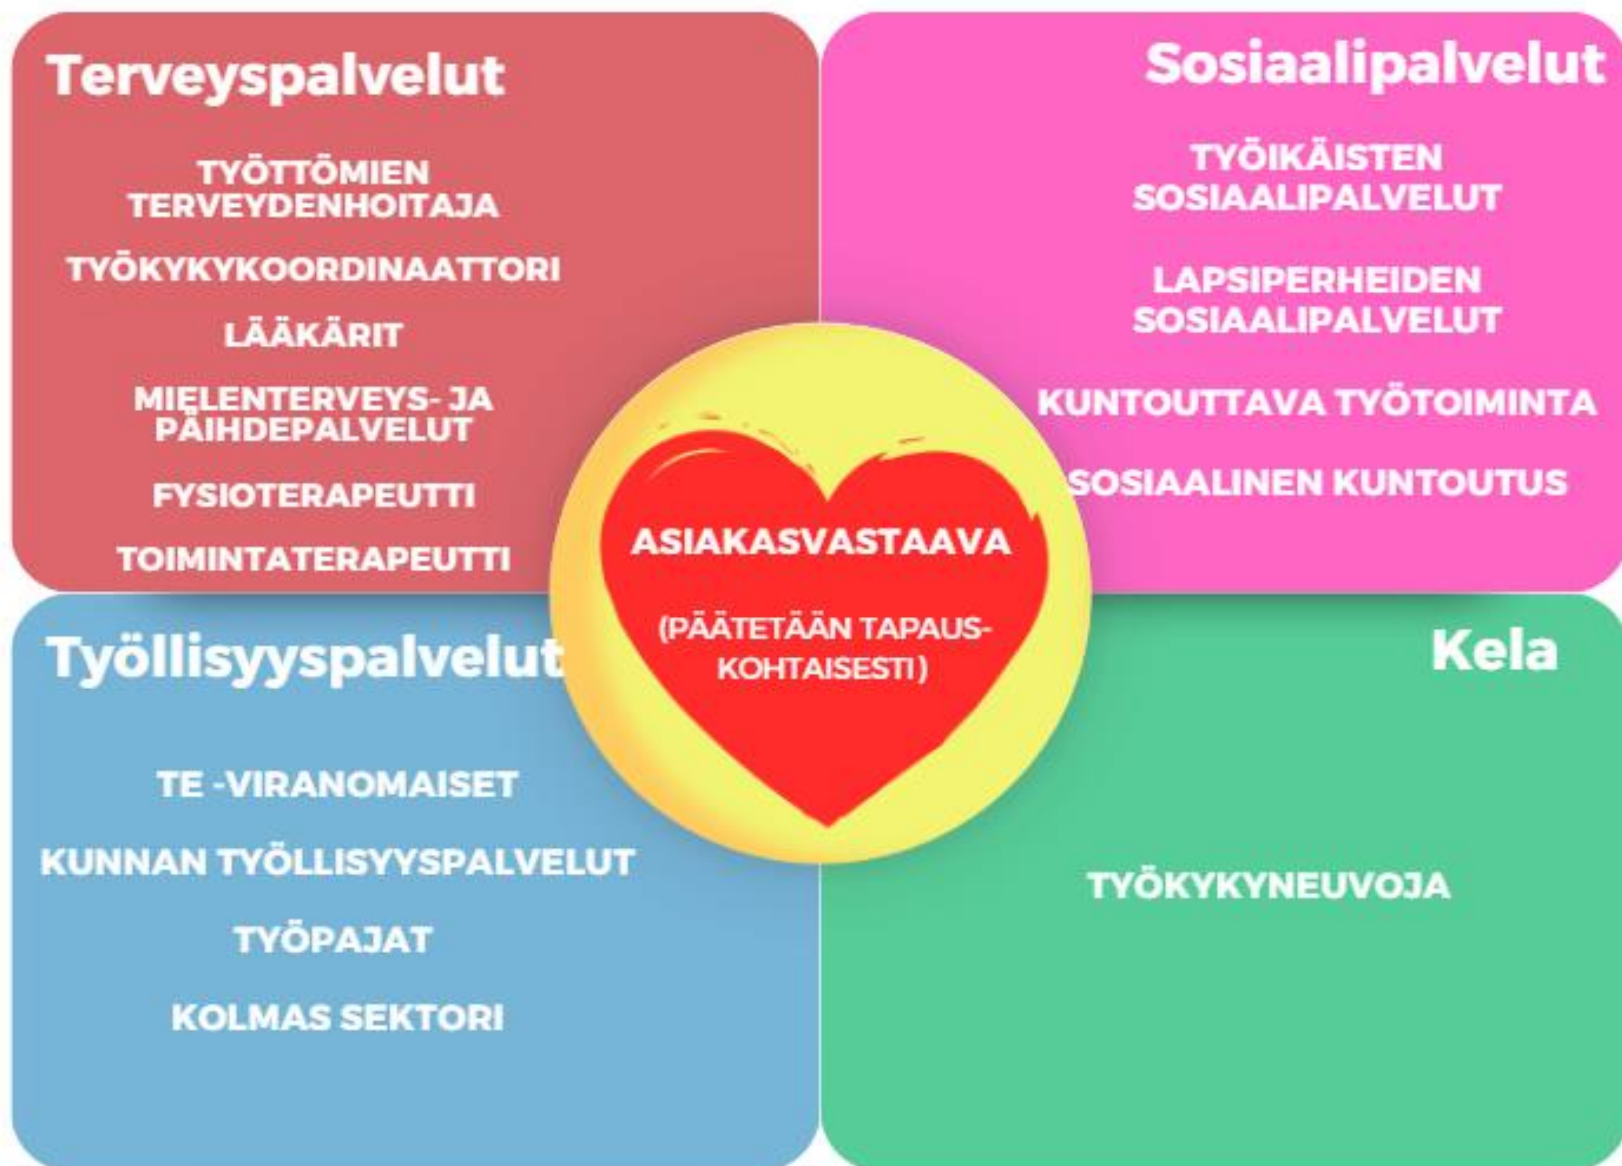 Terveyspalvelut
TYÖTTÖMIEN
TERVEYDENHOITAJA
TYÖKYKYKOORDINAATTORI
LÄÄKÄRIT
MIELENTERVEYS- JA
PÄIHDEPALVELUT
FYSIOTERAPEUTTI
TOIMINTATERAPEUTTI
Sosiaalipalvelut
TYÖIKÄISTEN
SOSIAALIPALVELUT
LAPSIPERHEIDEN
SOSIAALIPALVELUT
KUNTOUTTAVA TYÖTOIMINTA
SOSIAALINEN KUNTOUTUS
ASIAKASVASTAAVA
(PÄÄTETÄÄN TAPAUS-
KOHTAISESTI)
Työllisyyspalvelut
TE -VIRANOMAISET
KUNNAN TYÖLLISYYSPALVELUT
TYÖPAJAT
KOLMAS SEKTORI
Kela
TYÖKYKYNEUVOJA